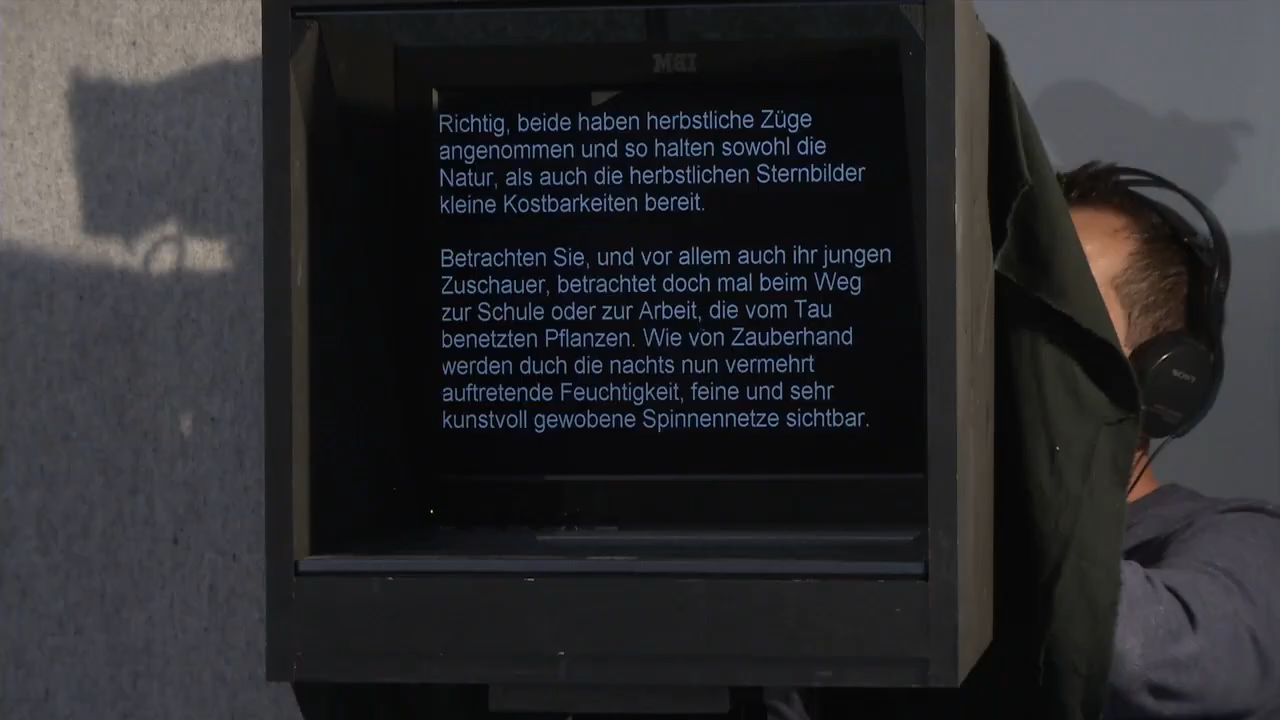 IBM
Richtig, beide haben herbstliche Züge
angenommen und so halten sowohl die
Natur, als auch die herbstlichen Sternbilder
kleine Kostbarkeiten bereit.
Betrachten Sie, und vor allem auch ihr jungen
Zuschauer, betrachtet doch mal beim Weg
zur Schule oder zur Arbeit, die vom Tau
benetzten Pflanzen. Wie von Zauberhand
werden duch die nachts nun vermehrt
auftretende Feuchtigkeit, feine und sehr
kunstvoll gewobene Spinnennetze sichtbar.
SONY